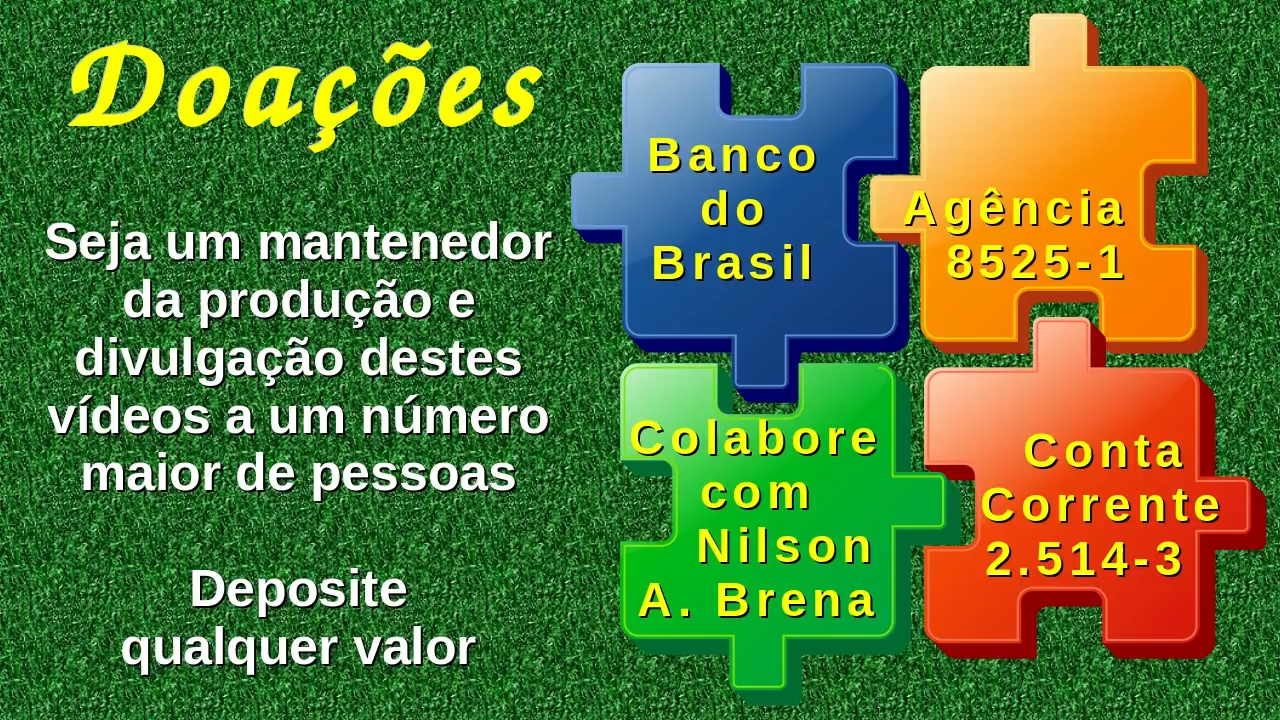 Doações
Seja um mantenedor
da produção e
divulgação destes
vídeos a um número
maior de pessoas
Deposite
qualquer valor
Banco
do
Brasil
Agência
8525-1
Colabore
com
Nilson
A. Brena
Conta
Corrente
2.514-3